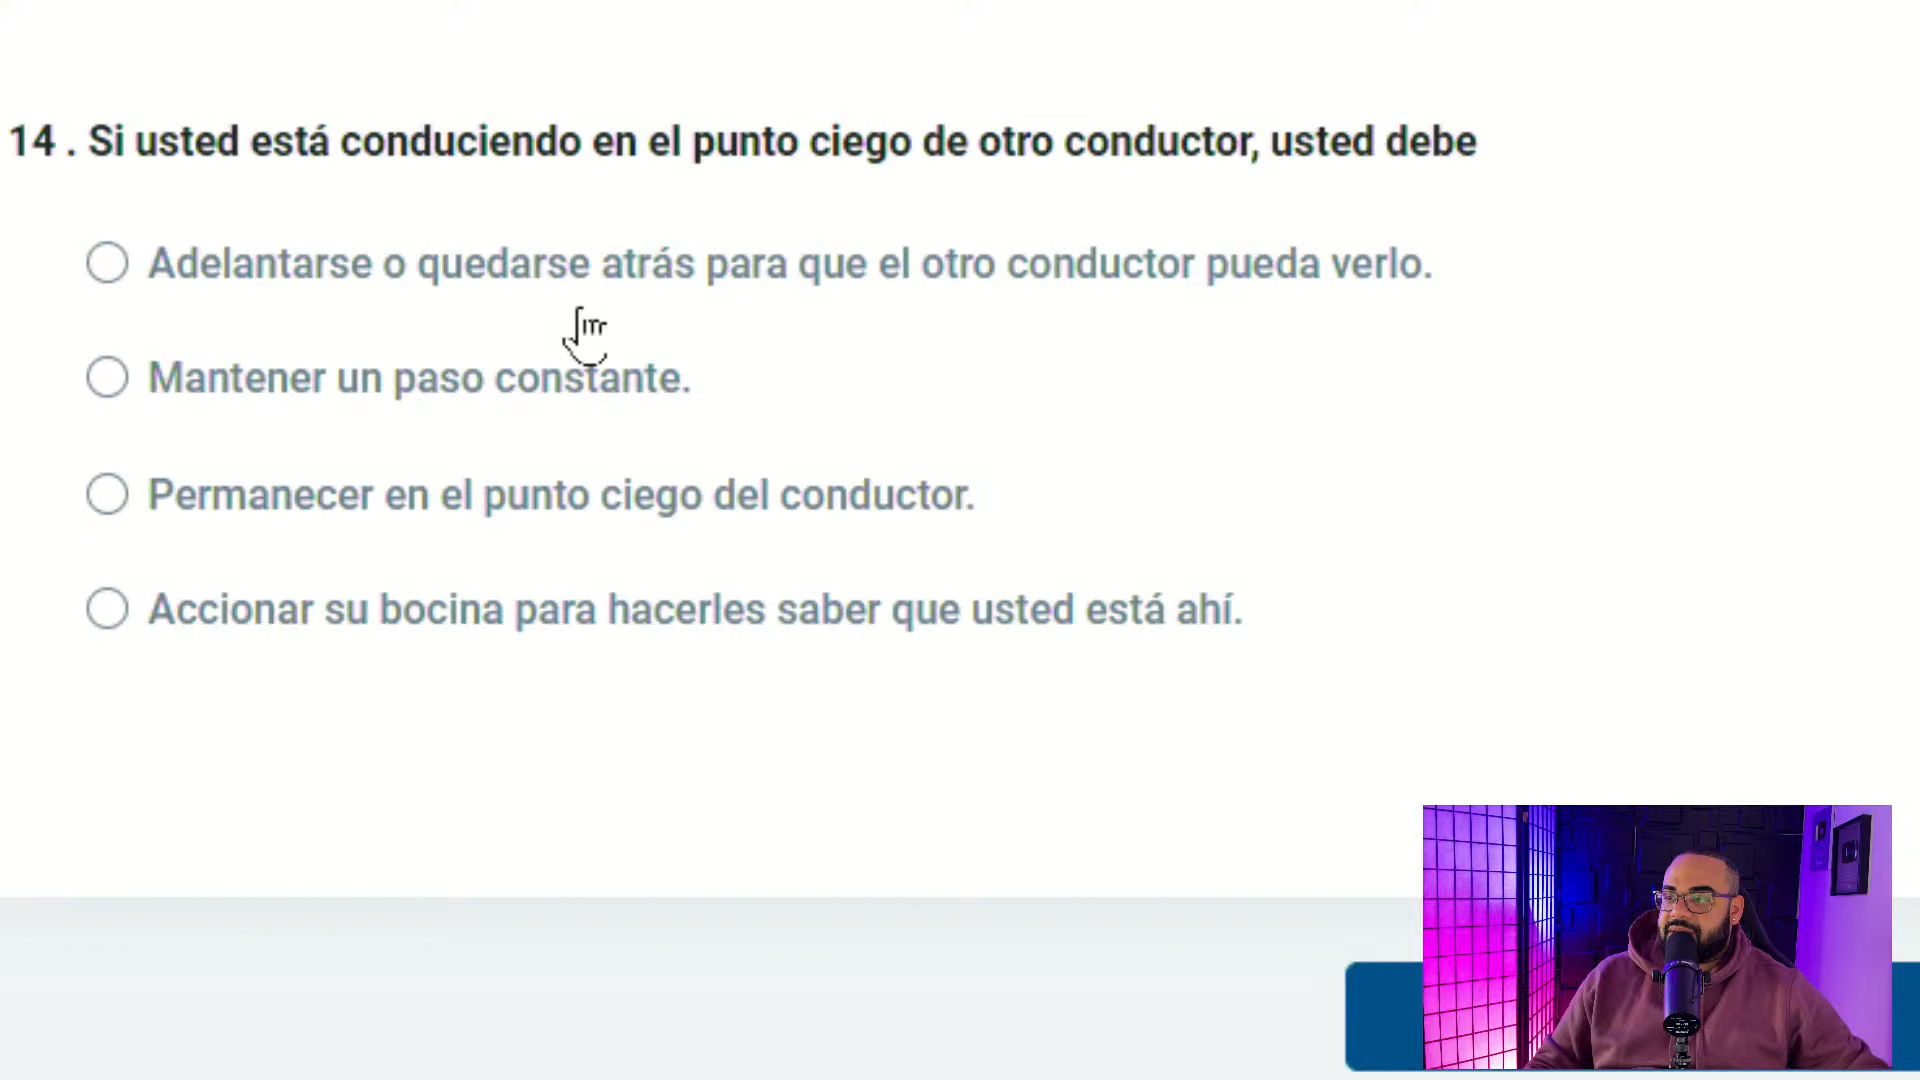 14 . Si usted está conduciendo en el punto ciego de otro conductor, usted debe
Adelantarse o quedarse atrás para que el otro conductor pueda verlo.
Mantener un paso constante.
Permanecer en el punto ciego del conductor.
Accionar su bocina para hacerles saber que usted está ahí.